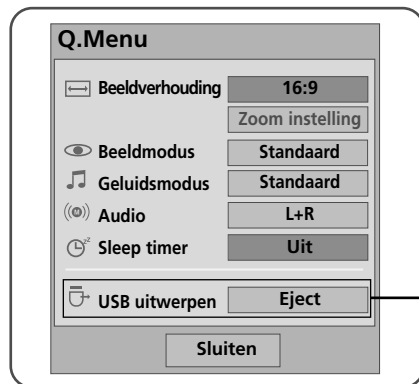 Q.Menu
Beeldverhouding 16:9
Zoom instelling
Beeldmodus Standaard
Geluidsmodus Standaard
Audio L+R
Sleep timer Uit
USB uitwerpen Eject
Sluiten